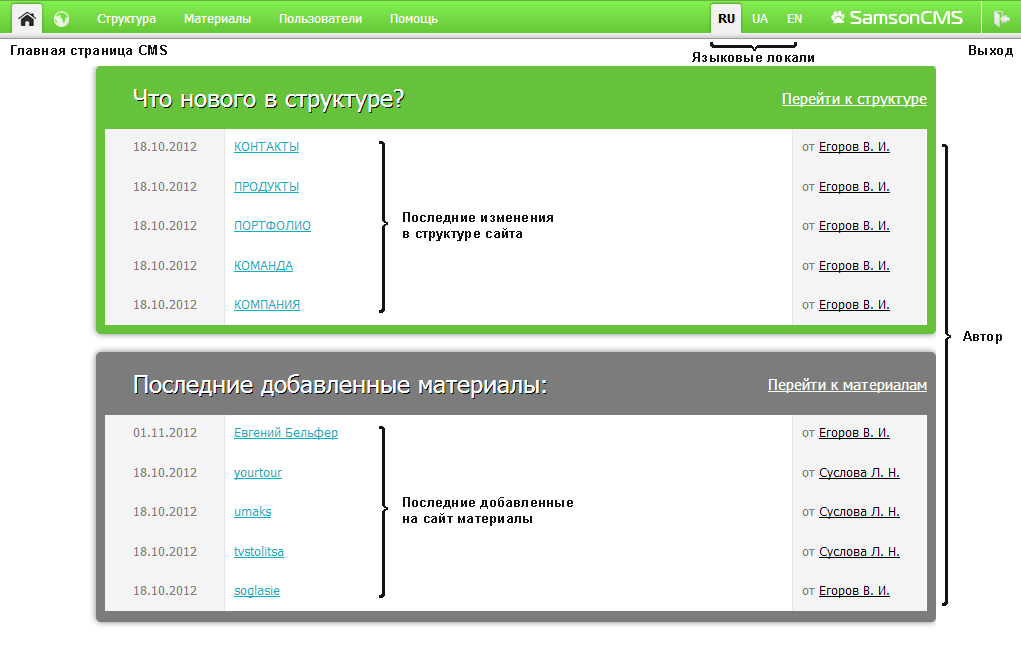 Структура Материалы Пользователи Помощь RU UA EN SamsonCMS
Главная страница CMS
Языковые локали
Выход
Что нового в структуре?
Перейти к структуре
18.10.2012 КОНТАКТЫ от Егоров В. И.
18.10.2012 ПРОДУКТЫ от Егоров В. И.
18.10.2012 ПОРТФОЛИО от Егоров В. И.
18.10.2012 КОМАНДА от Егоров В. И.
18.10.2012 КОМПАНИЯ от Егоров В. И.
Последние изменения
в структуре сайта
Автор
Последние добавленные материалы:
Перейти к материалам
01.11.2012 Евгений Бельфер от Егоров В. И.
18.10.2012 yourtour от Суслова Л. Н.
18.10.2012 umaks от Суслова Л. Н.
18.10.2012 tvstolitsa от Суслова Л. Н.
18.10.2012 soglasie от Егоров В. И.
Последние добавленные
на сайт материалы